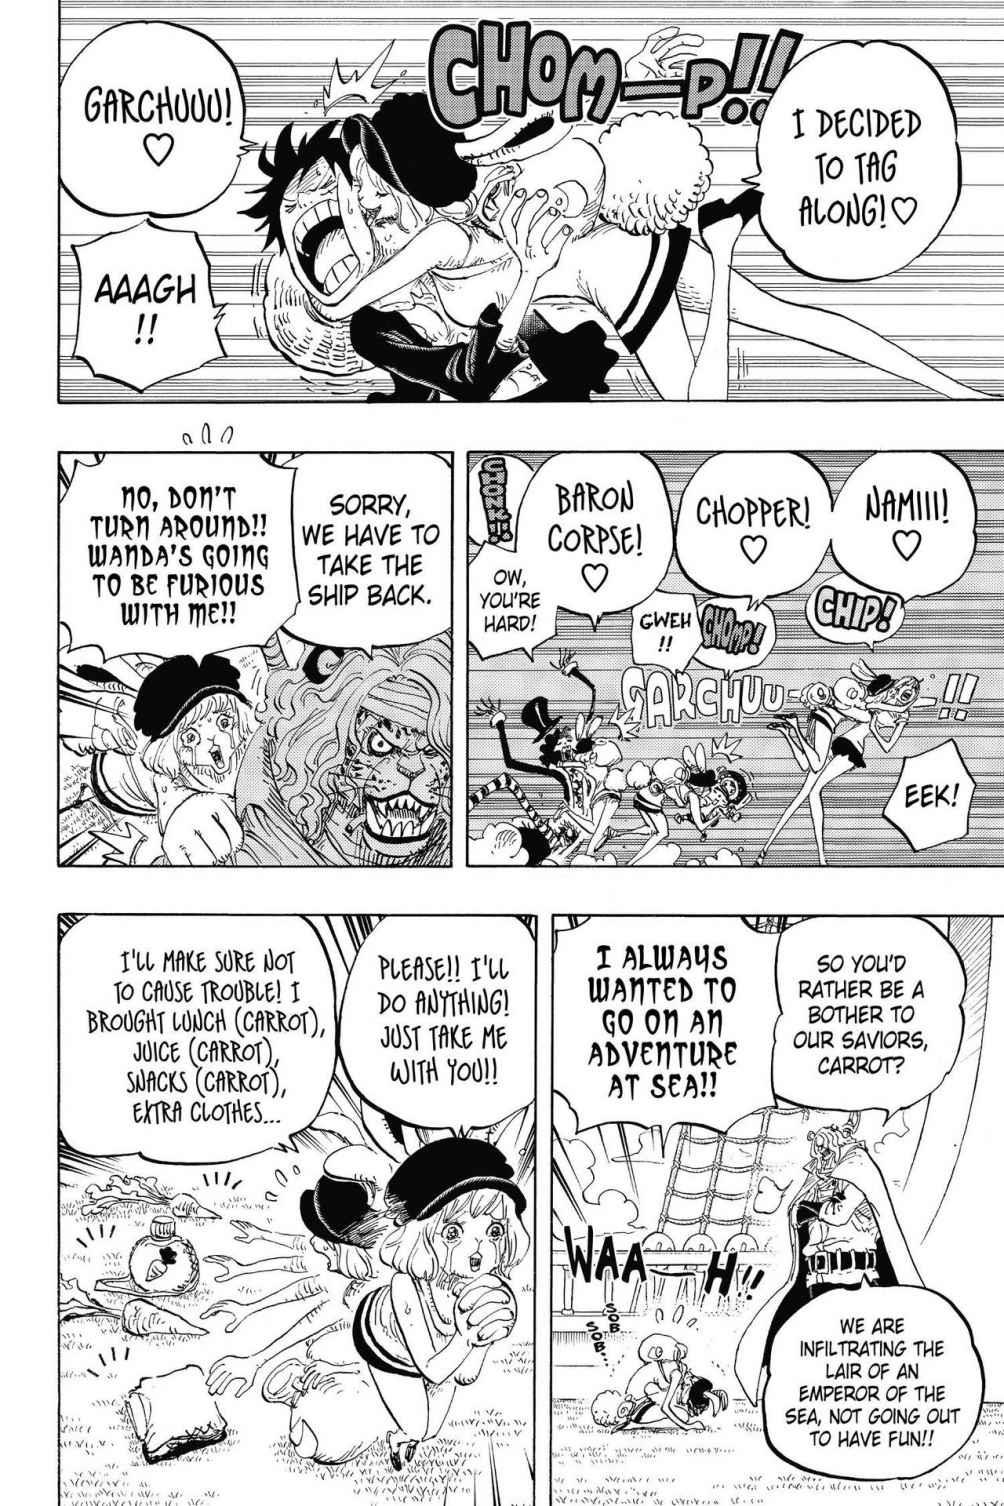 I DECIDED
TO TAG
ALONG!♡
CHOM—P!!
GARCHUUU!
♡
AAAGH
!!
NAMIII!
♡
CHIP!
EEK!
CHOPPER!
♡
CHOMP!
GWEH
!!
BARON
CORPSE!
♡
CHONK!!
OW,
YOU'RE
HARD!
GARCHUU—!!
SORRY,
WE HAVE TO
TAKE THE
SHIP BACK.
NO, DON'T
TURN AROUND!!
WANDA'S GOING
TO BE FURIOUS
WITH ME!!
SO YOU'D
RATHER BE A
BOTHER TO
OUR SAVIORS,
CARROT?
I ALWAYS
WANTED TO
GO ON AN
ADVENTURE
AT SEA!!
WAA—H!!
SOB
SOB...
WE ARE
INFILTRATING THE
LAIR OF AN
EMPEROR OF THE
SEA, NOT GOING OUT
TO HAVE FUN!!
PLEASE!! I'LL
DO ANYTHING!
JUST TAKE ME
WITH YOU!!
I'LL MAKE SURE NOT
TO CAUSE TROUBLE! I
BROUGHT LUNCH (CARROT),
JUICE (CARROT),
SNACKS (CARROT),
EXTRA CLOTHES...